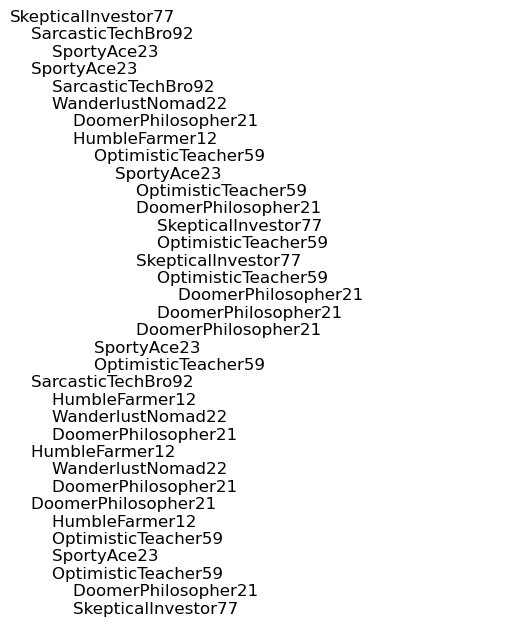 SkepticalInvestor77
SarcasticTechBro92
SportyAce23
SportyAce23
SarcasticTechBro92
WanderlustNomad22
DoomerPhilosopher21
HumbleFarmer12
OptimisticTeacher59
SportyAce23
OptimisticTeacher59
DoomerPhilosopher21
SkepticalInvestor77
OptimisticTeacher59
SkepticalInvestor77
OptimisticTeacher59
DoomerPhilosopher21
DoomerPhilosopher21
DoomerPhilosopher21
SportyAce23
OptimisticTeacher59
SarcasticTechBro92
HumbleFarmer12
WanderlustNomad22
DoomerPhilosopher21
HumbleFarmer12
WanderlustNomad22
DoomerPhilosopher21
DoomerPhilosopher21
HumbleFarmer12
OptimisticTeacher59
SportyAce23
OptimisticTeacher59
DoomerPhilosopher21
SkepticalInvestor77